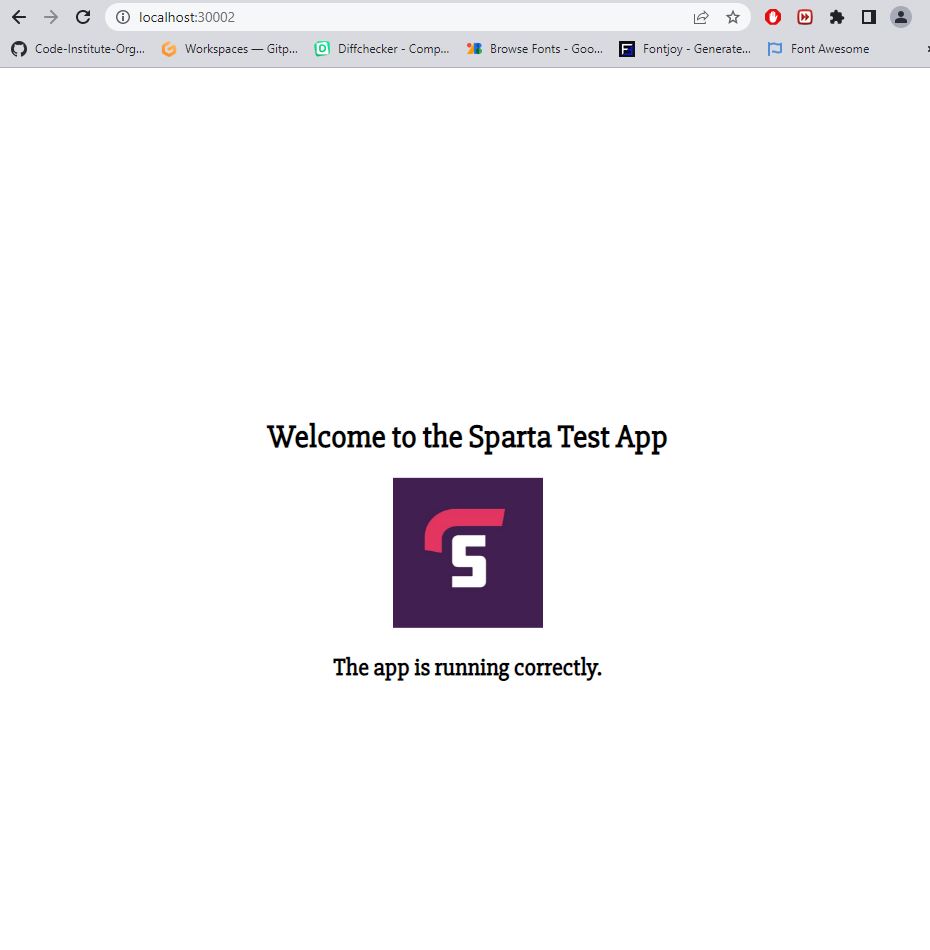 localhost:30002
Code-Institute-Org... Workspaces — Gitp... Diffchecker - Comp... Browse Fonts - Goo... Fontjoy - Generate... Font Awesome
Welcome to the Sparta Test App
S
The app is running correctly.